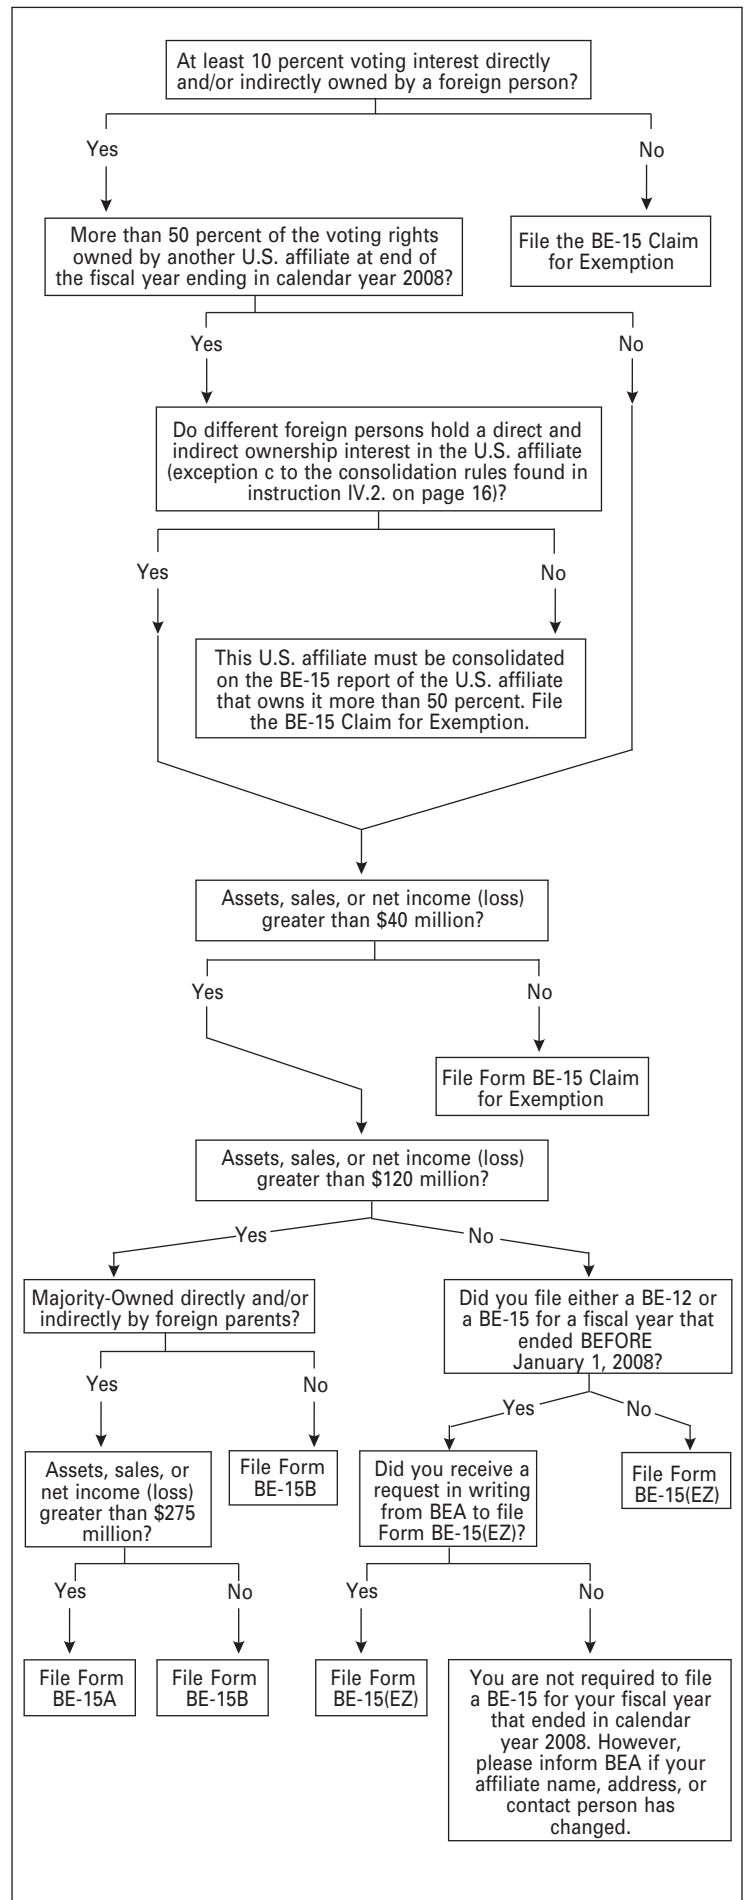 At least 10 percent voting interest directly
and/or indirectly owned by a foreign person?
Yes
No
More than 50 percent of the voting rights
owned by another U.S. affiliate at end of
the fiscal year ending in calendar year 2008?
File the BE-15 Claim
for Exemption
Yes
No
Do different foreign persons hold a direct and
indirect ownership interest in the U.S. affiliate
(exception c to the consolidation rules found in
instruction IV.2. on page 16)?
Yes
No
This U.S. affiliate must be consolidated
on the BE-15 report of the U.S. affiliate
that owns it more than 50 percent. File
the BE-15 Claim for Exemption.
Assets, sales, or net income (loss)
greater than $40 million?
Yes
No
File Form BE-15 Claim
for Exemption
Assets, sales, or net income (loss)
greater than $120 million?
Yes
No
Majority-Owned directly and/or
indirectly by foreign parents?
Did you file either a BE-12 or
a BE-15 for a fiscal year that
ended BEFORE
January 1, 2008?
Yes
No
Yes
No
Assets, sales, or
net income (loss)
greater than $275
million?
File Form
BE-15B
Did you receive a
request in writing
from BEA to file
Form BE-15(EZ)?
File Form
BE-15(EZ)
Yes
No
Yes
No
File Form
BE-15A
File Form
BE-15B
File Form
BE-15(EZ)
You are not required to file
a BE-15 for your fiscal year
that ended in calendar
year 2008. However,
please inform BEA if your
affiliate name, address, or
contact person has
changed.